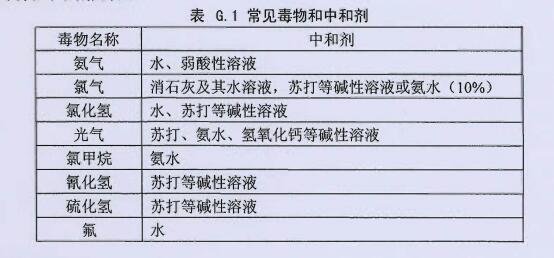 表 G.1 常见毒物和中和剂
毒物名称 中和剂
氨气 水、弱酸性溶液
氯气 消石灰及其水溶液，苏打等碱性溶液或氨水（10%）
氯化氢 水、苏打等碱性溶液
光气 苏打、氨水、氢氧化钙等碱性溶液
氯甲烷 氨水
氰化氢 苏打等碱性溶液
硫化氢 苏打等碱性溶液
氟 水